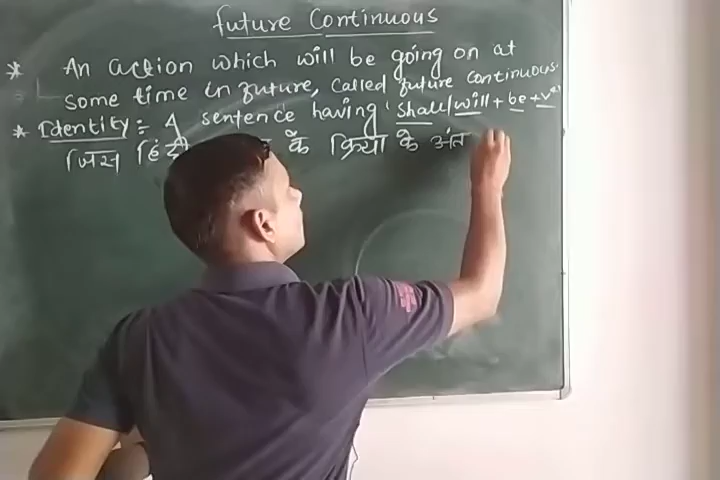 future Continuous
* An action which will be going on at
some time in future, called future continuous.
* Identity :- A sentence having 'shall/will + be + v⁴'
जिस के क्रिया के अंत